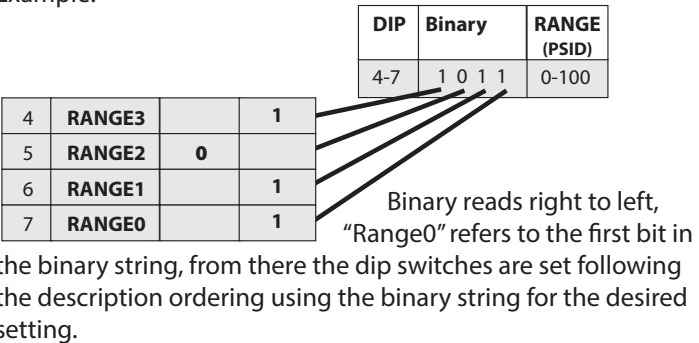 Example:
DIP Binary RANGE
(PSID)
4-7 1 0 1 1 0-100
4 RANGE3 1
5 RANGE2 0
6 RANGE1 1
7 RANGE0 1
Binary reads right to left,
“Range0” refers to the first bit in
the binary string, from there the dip switches are set following
the description ordering using the binary string for the desired
setting.